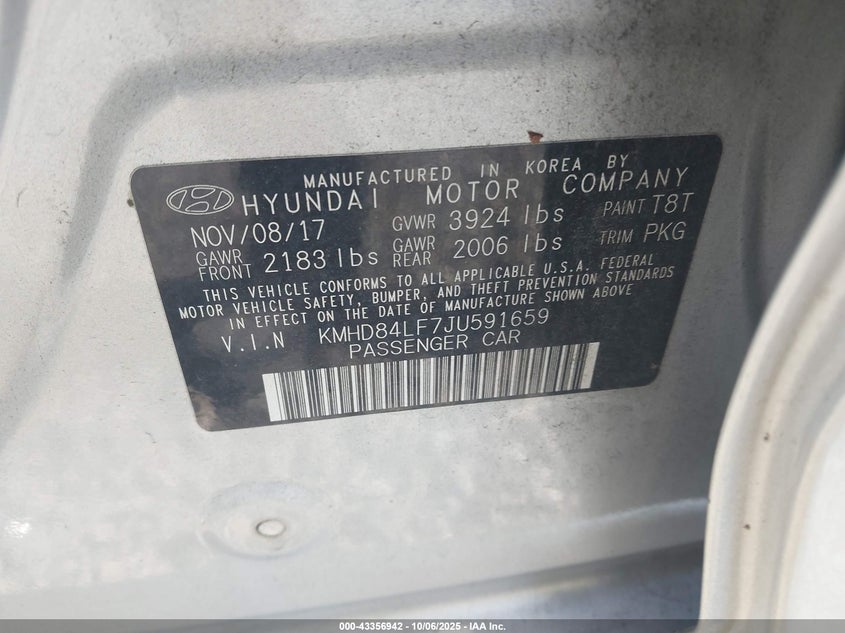 MANUFACTURED IN KOREA BY
HYUNDAI MOTOR COMPANY
NOV/08/17 GVWR 3924 lbs PAINT T8T
GAWR FRONT 2183 lbs GAWR REAR 2006 lbs TRIM PKG
THIS VEHICLE CONFORMS TO ALL APPLICABLE U.S.A. FEDERAL
MOTOR VEHICLE SAFETY, BUMPER, AND THEFT PREVENTION STANDARDS
IN EFFECT ON THE DATE OF MANUFACTURE SHOWN ABOVE
V.I.N KMHD84LF7JU591659
PASSENGER CAR
000-43356942 - 10/06/2025 - IAA Inc.